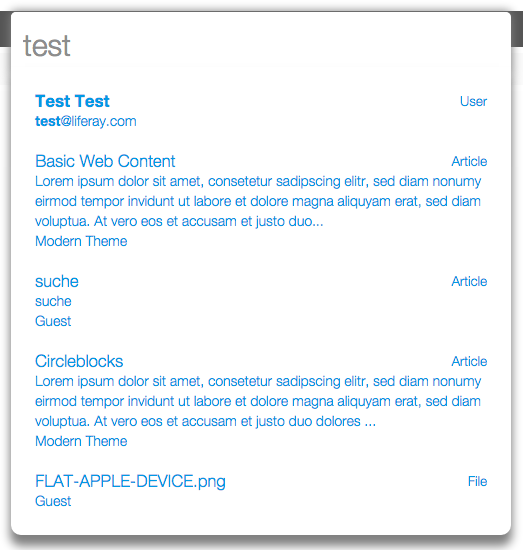 test
Test Test User
test@liferay.com
Basic Web Content Article
Lorem ipsum dolor sit amet, consetetur sadipscing elitr, sed diam nonumy
eirmod tempor invidunt ut labore et dolore magna aliquyam erat, sed diam
voluptua. At vero eos et accusam et justo duo...
Modern Theme
suche Article
suche
Guest
Circleblocks Article
Lorem ipsum dolor sit amet, consetetur sadipscing elitr, sed diam nonumy
eirmod tempor invidunt ut labore et dolore magna aliquyam erat, sed diam
voluptua. At vero eos et accusam et justo duo dolores ...
Modern Theme
FLAT-APPLE-DEVICE.png File
Guest